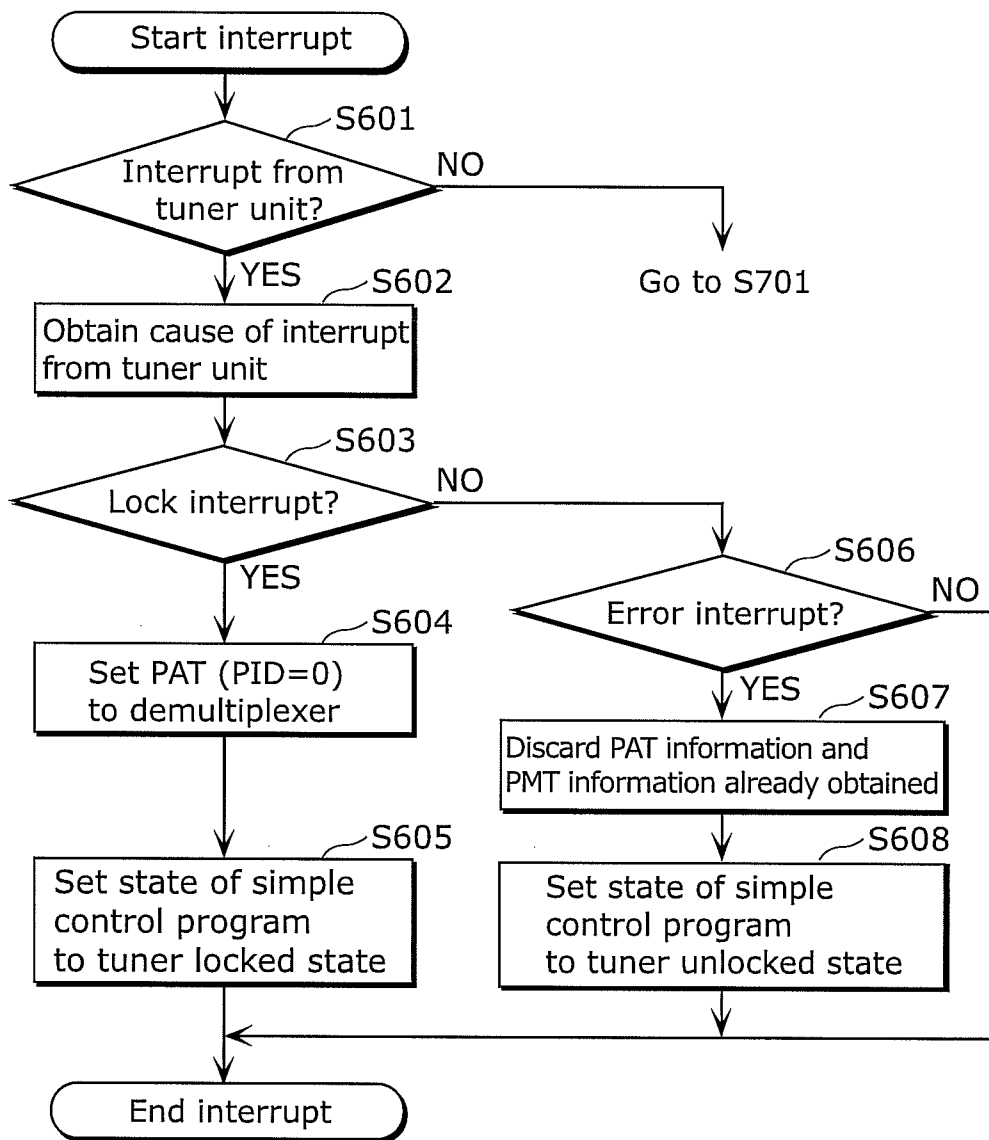 Start interrupt
S601
Interrupt from
tuner unit?
NO
YES
Go to S701
S602
Obtain cause of interrupt
from tuner unit
S603
Lock interrupt?
NO
YES
S606
Error interrupt?
NO
YES
S604
Set PAT (PID=0)
to demultiplexer
S607
Discard PAT information and
PMT information already obtained
S605
Set state of simple
control program
to tuner locked state
S608
Set state of simple
control program
to tuner unlocked state
End interrupt